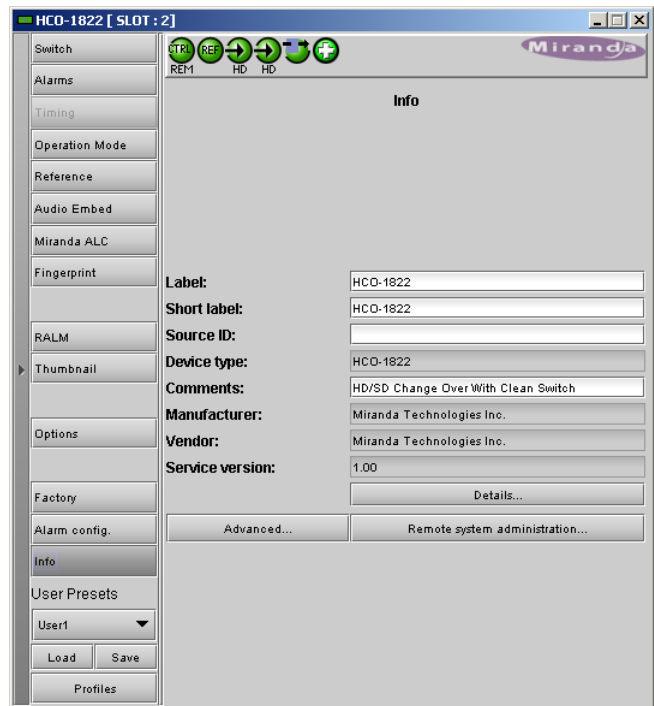 HCO-1822 [ SLOT : 2]
Switch
Alarms
Timing
Operation Mode
Reference
Audio Embed
Miranda ALC
Fingerprint
RALM
Thumbnail
Options
Factory
Alarm config.
Info
User Presets
User1
Load Save
Profiles
CTRL REF
REM HD HD
Miranda
Info
Label: HCO-1822
Short label: HCO-1822
Source ID:
Device type: HCO-1822
Comments: HD/SD Change Over With Clean Switch
Manufacturer: Miranda Technologies Inc.
Vendor: Miranda Technologies Inc.
Service version: 1.00
Details...
Advanced... Remote system administration...